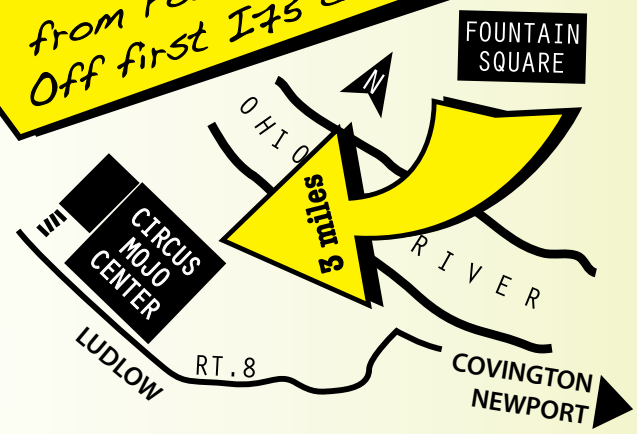 from
Off first I75
FOUNTAIN
SQUARE
N
OHIO
RIVER
3 miles
CIRCUS
MOJO
CENTER
LUDLOW
RT.8
COVINGTON
NEWPORT